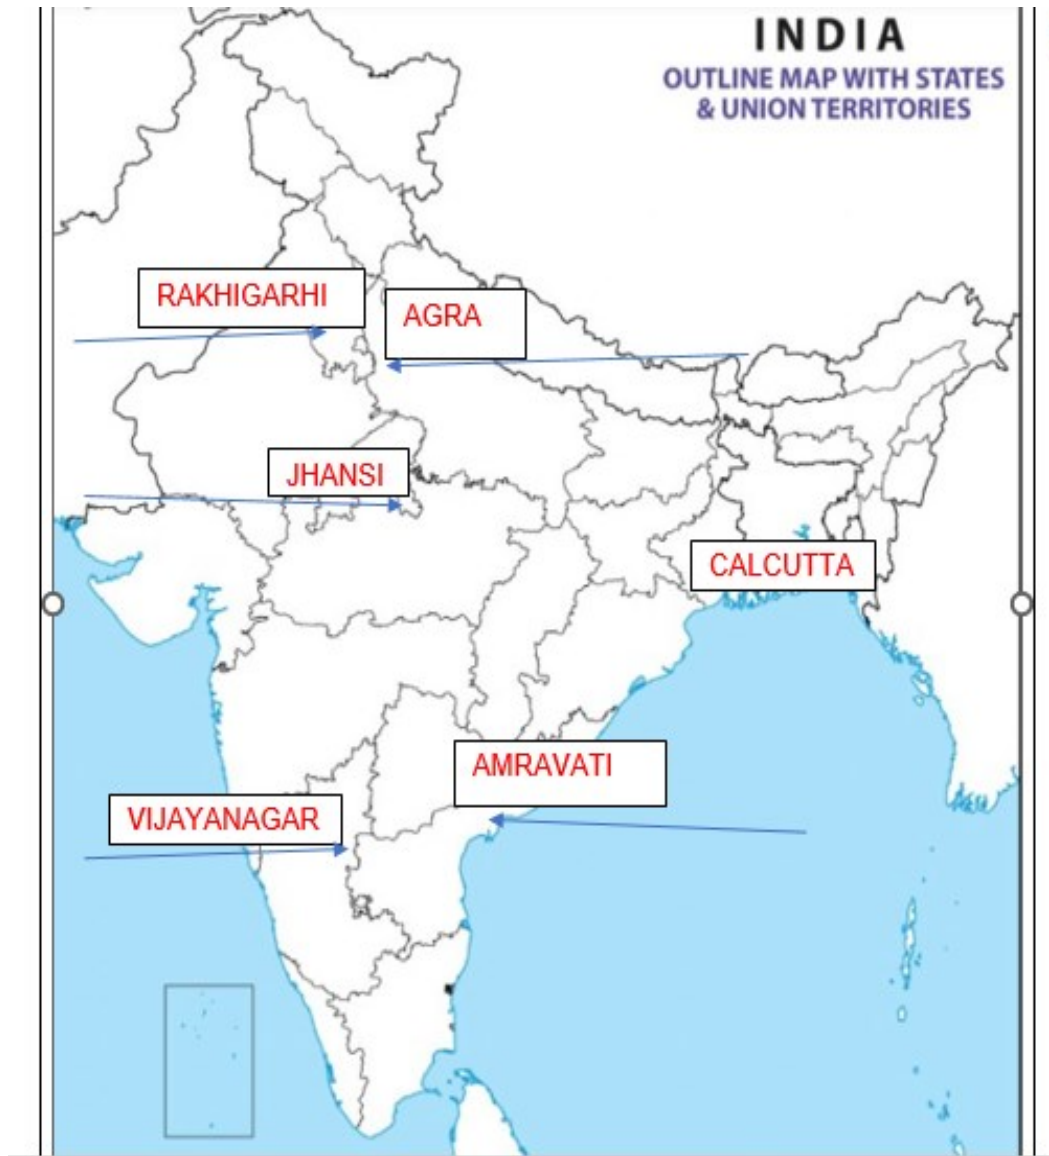 INDIA
OUTLINE MAP WITH STATES
& UNION TERRITORIES
RAKHIGARHI
AGRA
JHANSI
CALCUTTA
AMRAVATI
VIJAYANAGAR